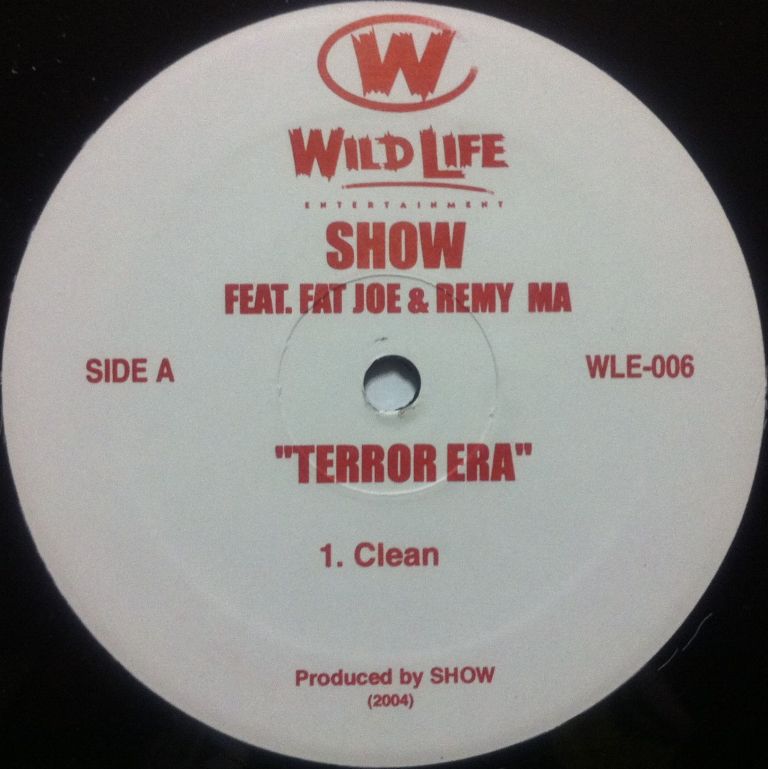 W
WILD LIFE
ENTERTAINMENT
SHOW
FEAT. FAT JOE & REMY MA
SIDE A
WLE-006
"TERROR ERA"
1. Clean
Produced by SHOW
(2004)